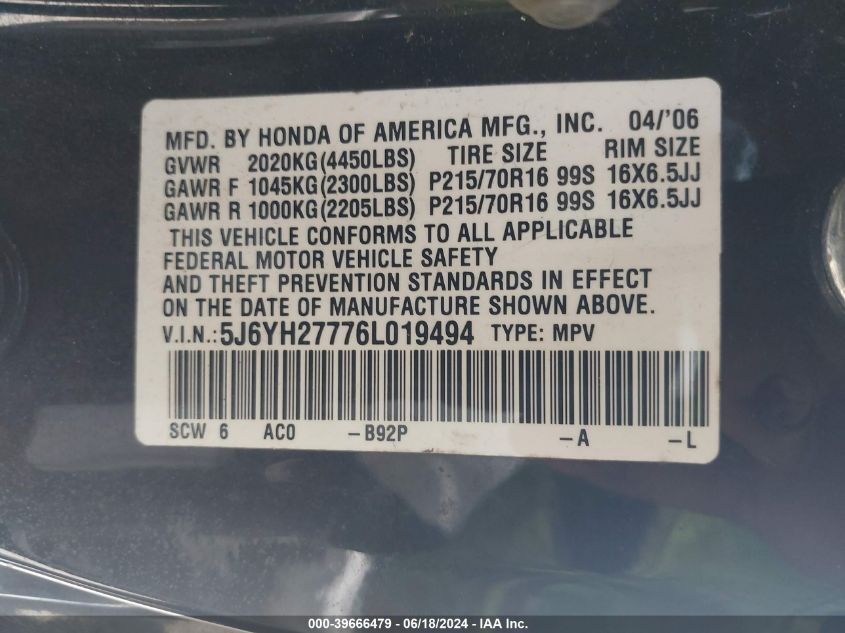 MFD. BY HONDA OF AMERICA MFG., INC. 04/'06
GVWR 2020KG(4450LBS) TIRE SIZE RIM SIZE
GAWR F 1045KG(2300LBS) P215/70R16 99S 16X6.5JJ
GAWR R 1000KG(2205LBS) P215/70R16 99S 16X6.5JJ
THIS VEHICLE CONFORMS TO ALL APPLICABLE
FEDERAL MOTOR VEHICLE SAFETY
AND THEFT PREVENTION STANDARDS IN EFFECT
ON THE DATE OF MANUFACTURE SHOWN ABOVE.
V.I.N.:5J6YH27776L019494 TYPE: MPV
SCW 6 AC0 -B92P -A -L
000-39666479 - 06/18/2024 - IAA Inc.